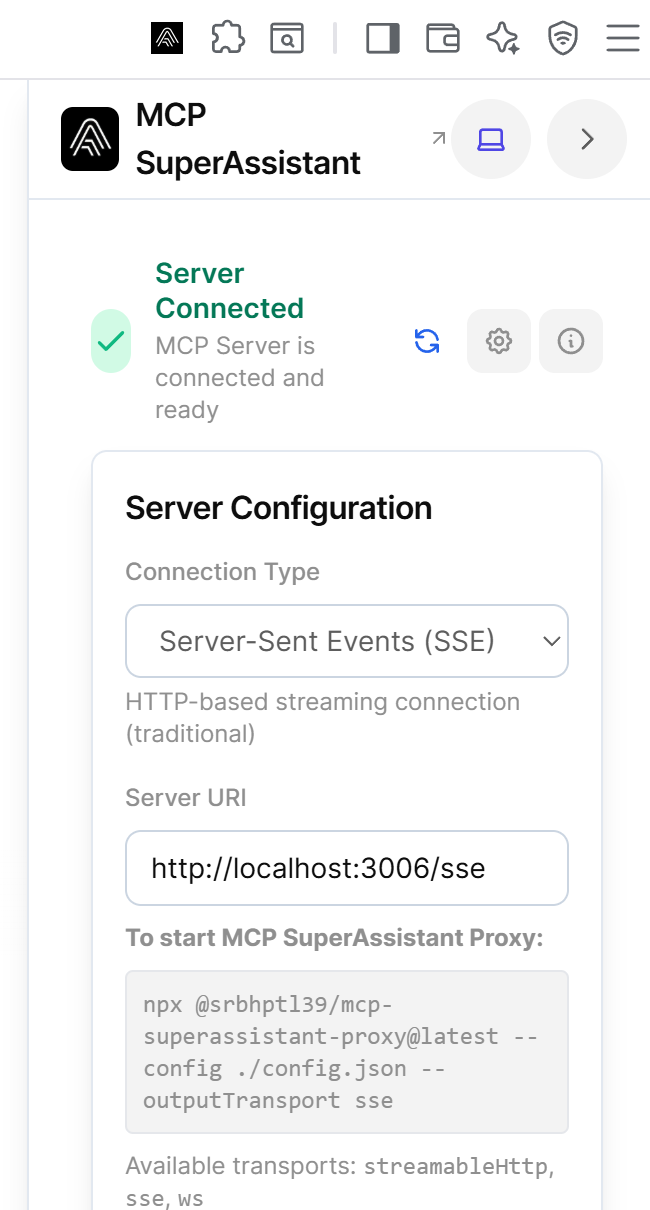 MCP
SuperAssistant
Server
Connected
MCP Server is
connected and
ready
Server Configuration
Connection Type
Server-Sent Events (SSE)
HTTP-based streaming connection
(traditional)
Server URI
http://localhost:3006/sse
To start MCP SuperAssistant Proxy:
npx @srbhptl39/mcp-
superassistant-proxy@latest --
config ./config.json --
outputTransport sse
Available transports: streamableHttp,
sse, ws